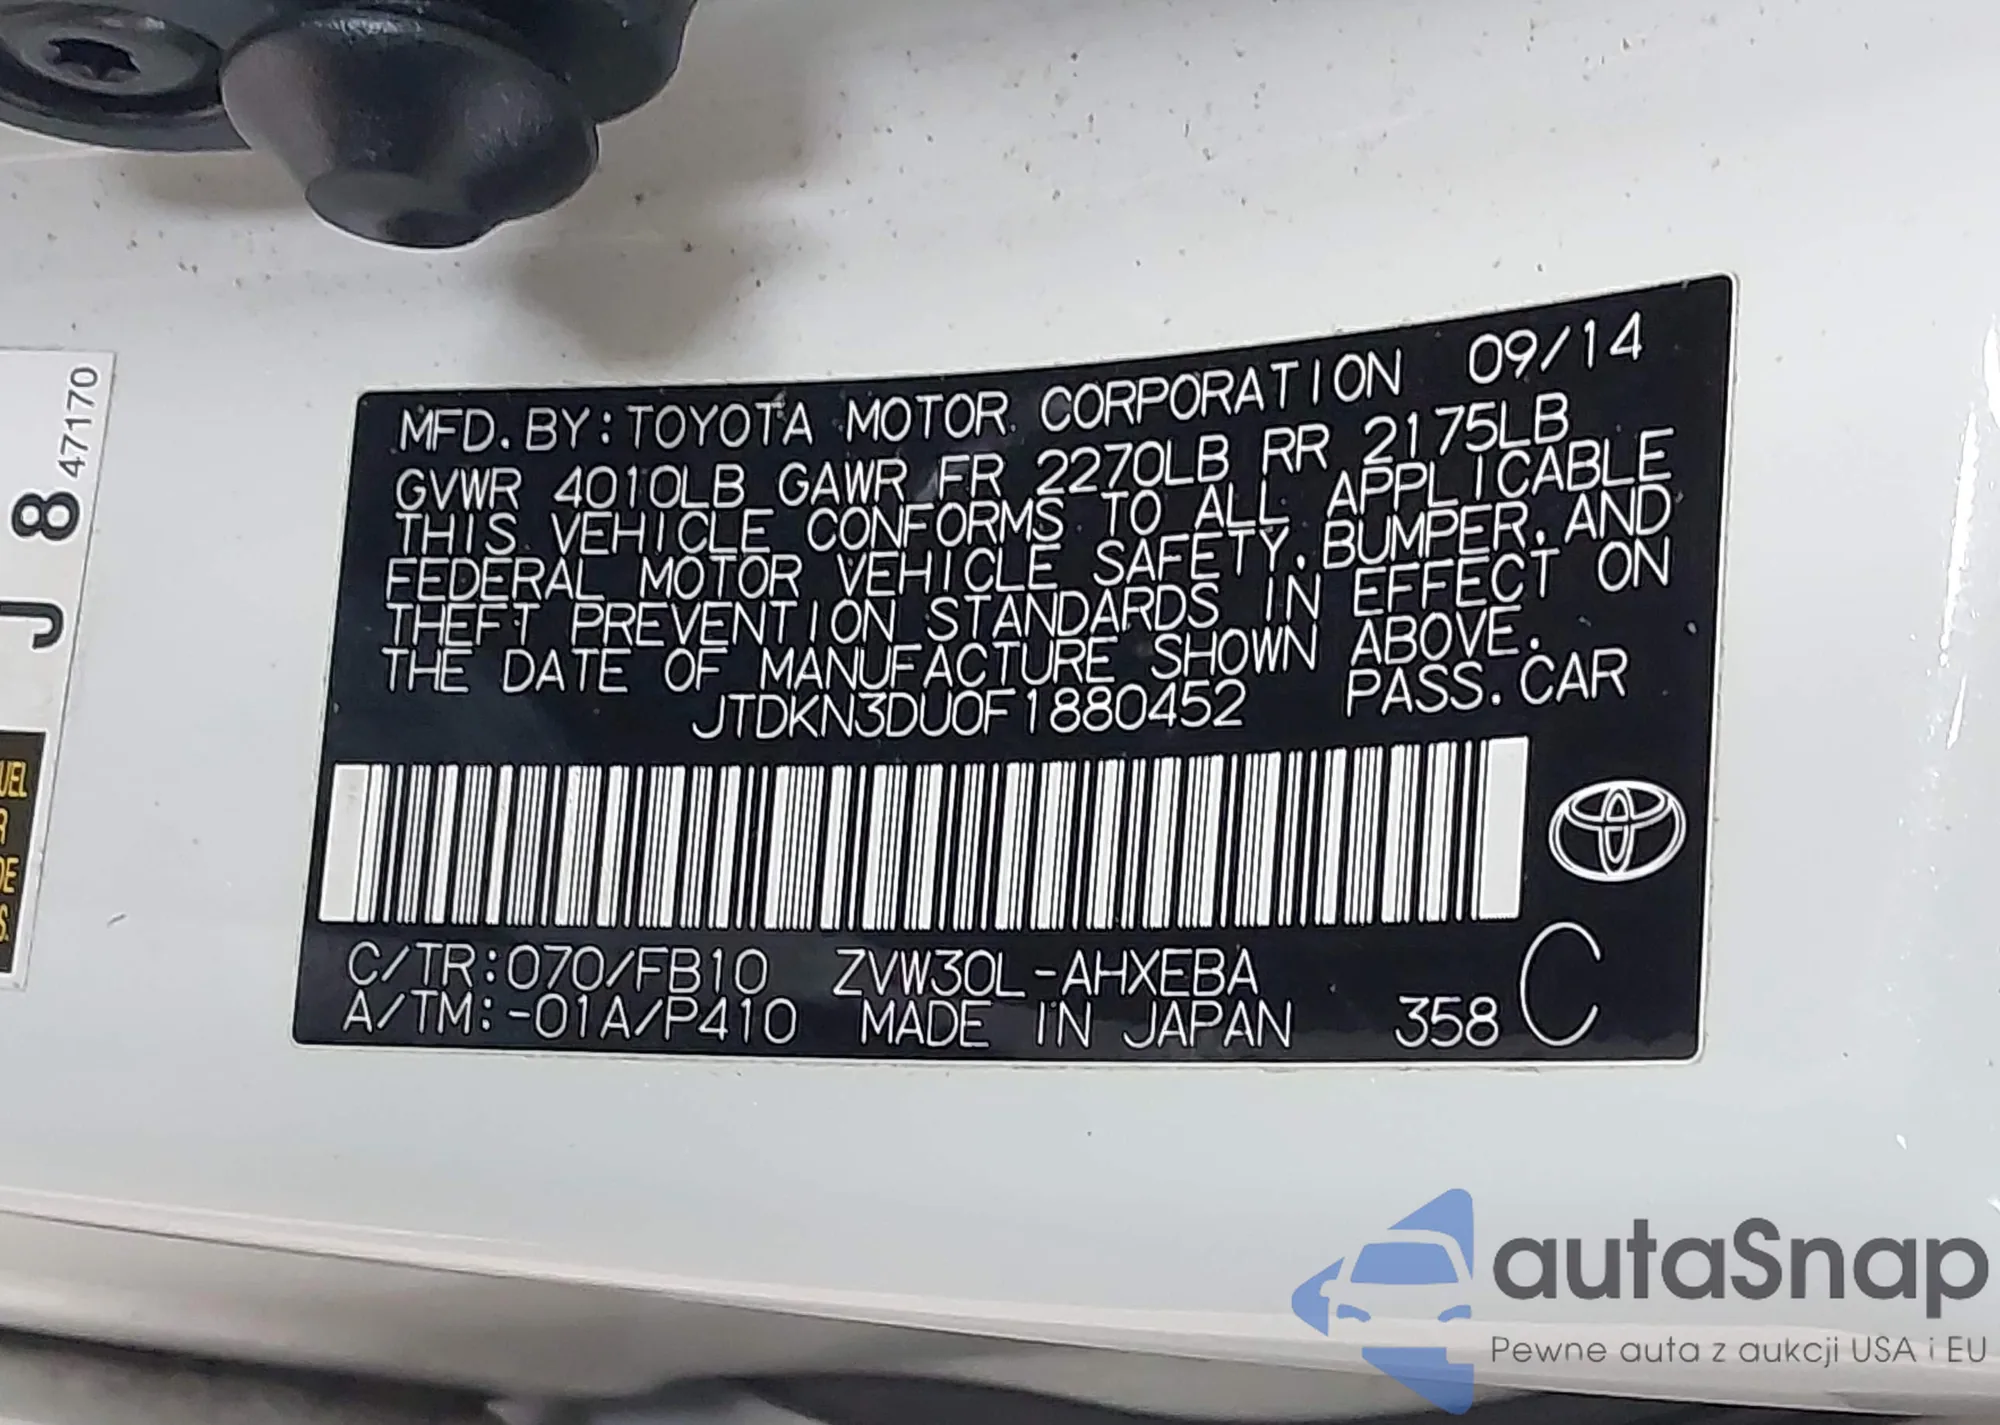 MFD. BY: TOYOTA MOTOR CORPORATION 09/14
GVWR 4010LB GAWR FR 2270LB RR 2175LB
THIS VEHICLE CONFORMS TO ALL APPLICABLE
FEDERAL MOTOR VEHICLE SAFETY, BUMPER, AND
THEFT PREVENTION STANDARDS IN EFFECT ON
THE DATE OF MANUFACTURE SHOWN ABOVE.
JTDKN3DU0F1880452 PASS. CAR
C/TR: 070/FB10 ZVW30L-AHXEBA
A/TM: -01A/P410 MADE IN JAPAN 358 C
J 8
47170
autaSnap
Pewne auta z aukcji USA i EU